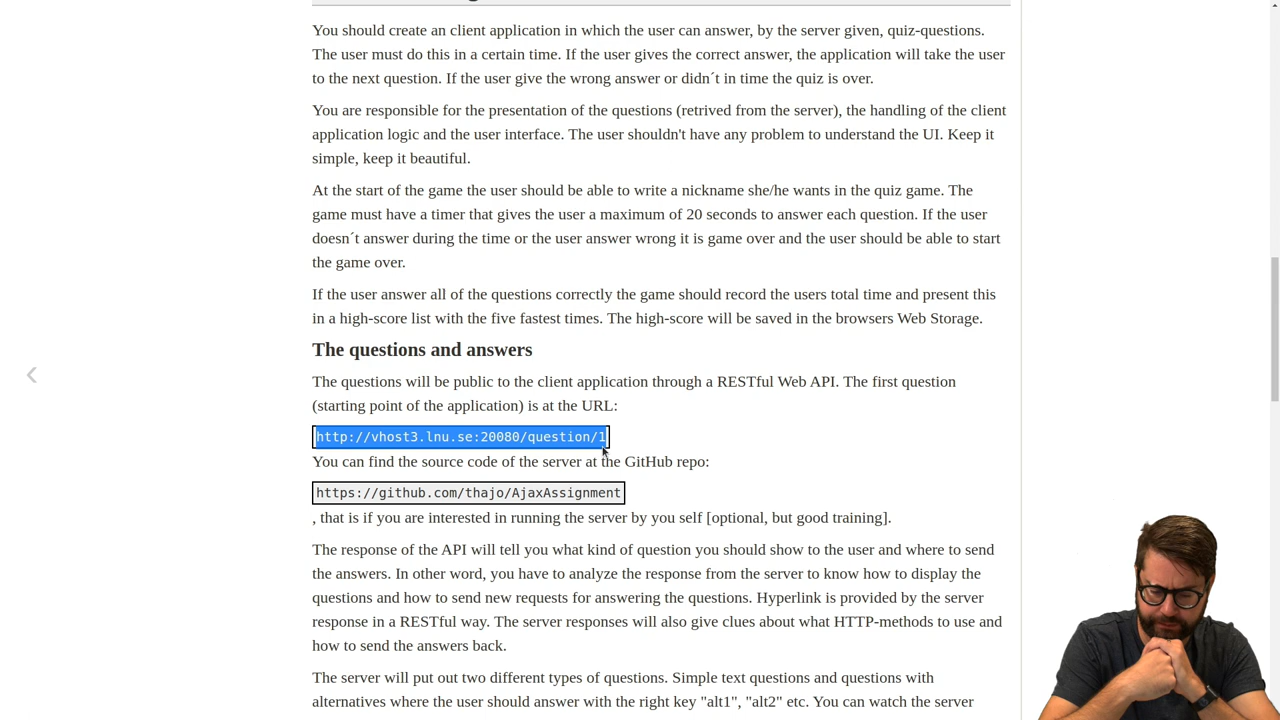 You should create an client application in which the user can answer, by the server given, quiz-questions.
The user must do this in a certain time. If the user gives the correct answer, the application will take the user
to the next question. If the user give the wrong answer or didn´t in time the quiz is over.
You are responsible for the presentation of the questions (retrived from the server), the handling of the client
application logic and the user interface. The user shouldn't have any problem to understand the UI. Keep it
simple, keep it beautiful.
At the start of the game the user should be able to write a nickname she/he wants in the quiz game. The
game must have a timer that gives the user a maximum of 20 seconds to answer each question. If the user
doesn´t answer during the time or the user answer wrong it is game over and the user should be able to start
the game over.
If the user answer all of the questions correctly the game should record the users total time and present this
in a high-score list with the five fastest times. The high-score will be saved in the browsers Web Storage.
The questions and answers
The questions will be public to the client application through a RESTful Web API. The first question
(starting point of the application) is at the URL:
http://vhost3.lnu.se:20080/question/1
You can find the source code of the server at the GitHub repo:
https://github.com/thajo/AjaxAssignment
, that is if you are interested in running the server by you self [optional, but good training].
The response of the API will tell you what kind of question you should show to the user and where to send
the answers. In other word, you have to analyze the response from the server to know how to display the
questions and how to send new requests for answering the questions. Hyperlink is provided by the server
response in a RESTful way. The server responses will also give clues about what HTTP-methods to use and
how to send the answers back.
The server will put out two different types of questions. Simple text questions and questions with
alternatives where the user should answer with the right key "alt1", "alt2" etc. You can watch the server